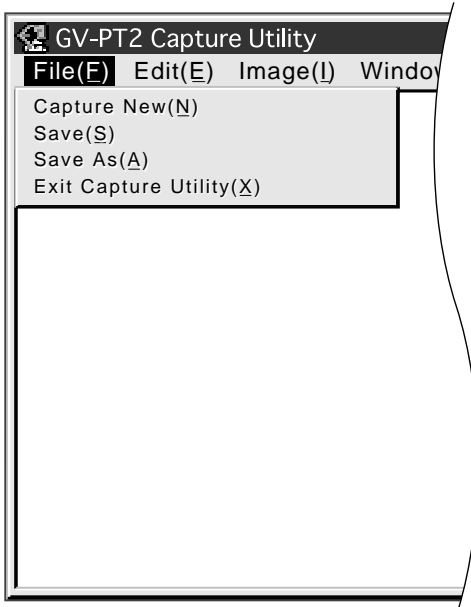 GV-PT2 Capture Utility
File(F) Edit(E) Image(I)
Capture New(N)
Save(S)
Save As(A)
Exit Capture Utility(X)